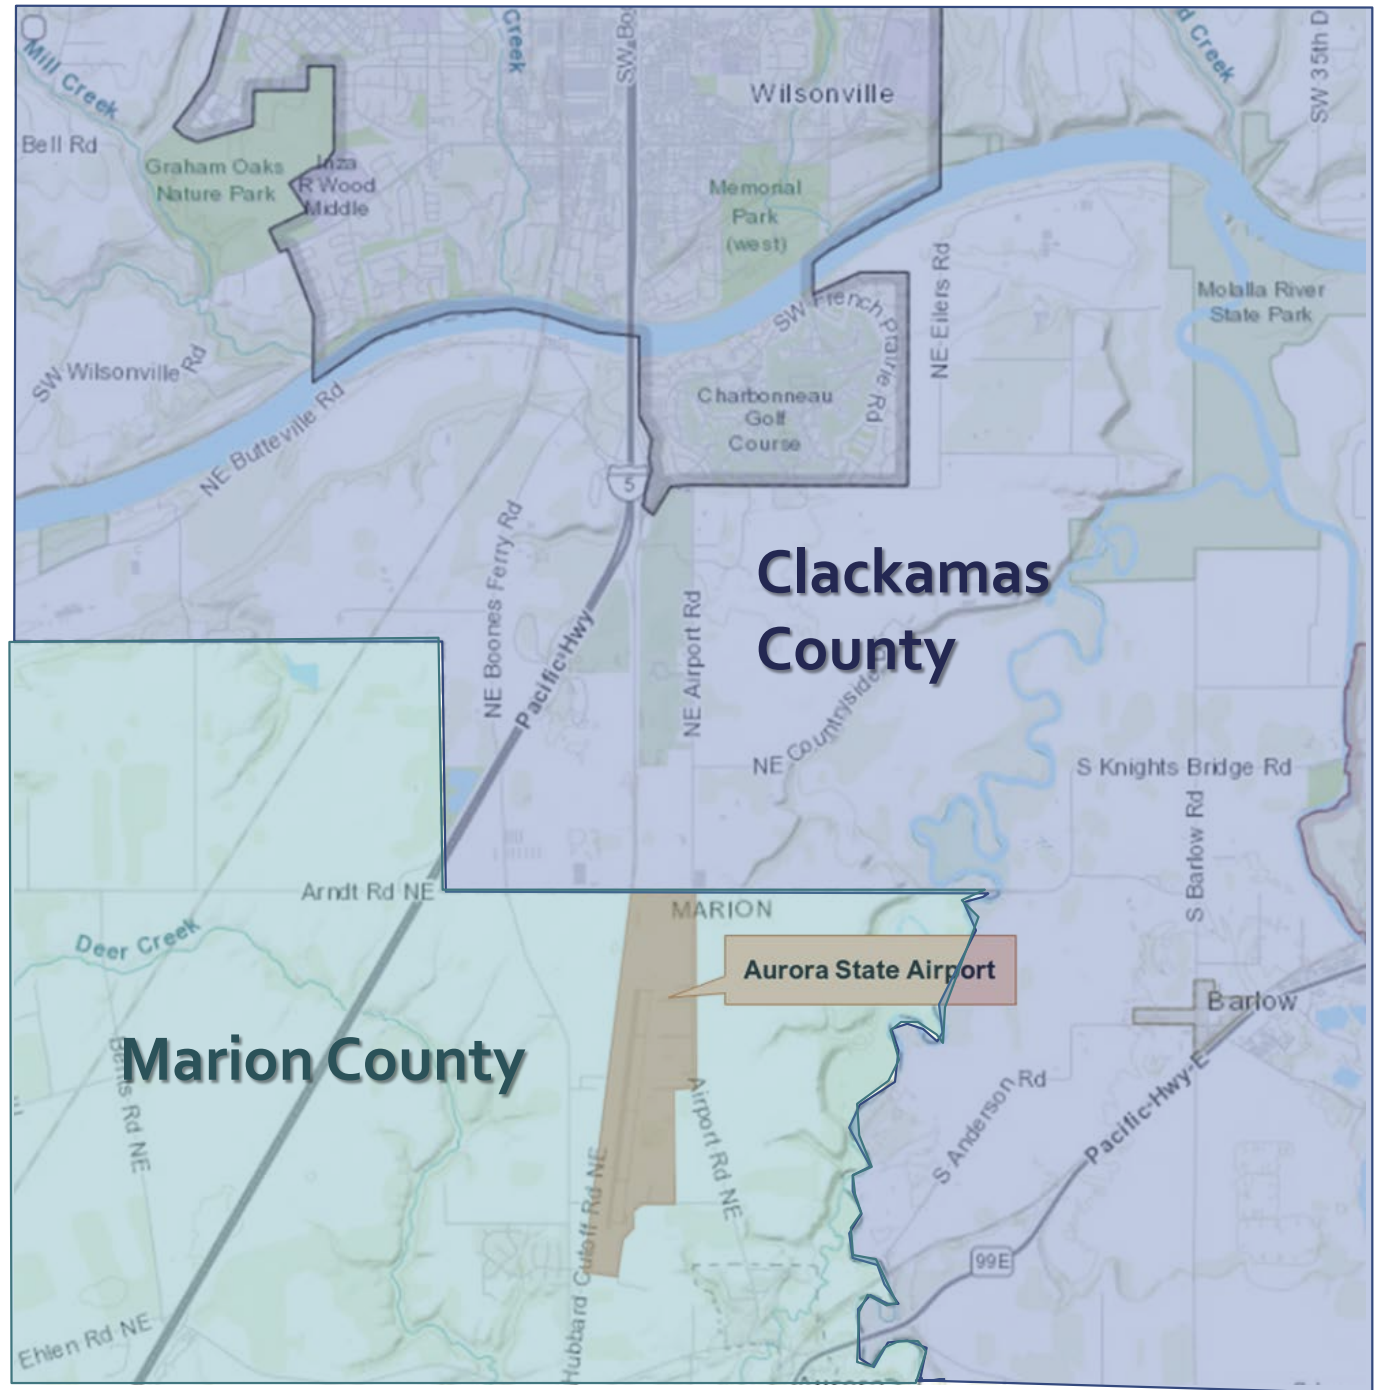 Mill Creek
Creek
SW Bo
d Creek
SW 35th D
Wilsonville
Bell Rd
Graham Oaks
Nature Park
Inza
R Wood
Middle
Memorial
Park
(west)
NE Eilers Rd
Molalla River
State Park
SW French Prairie Rd
SW Wilsonville Rd
NE Butteville Rd
Charbonneau
Golf
Course
5
NE Boones Ferry Rd
Pacific Hwy
NE Airport Rd
Clackamas
County
NE Countryside
S Knights Bridge Rd
S Barlow Rd
Arndt Rd NE
MARION
Deer Creek
Aurora State Airport
Barlow
Marion County
Rd NE
Airport Rd NE
S Anderson Rd
Pacific Hwy E
99E
Hubbard Cutoff Rd NE
Ehlen Rd NE